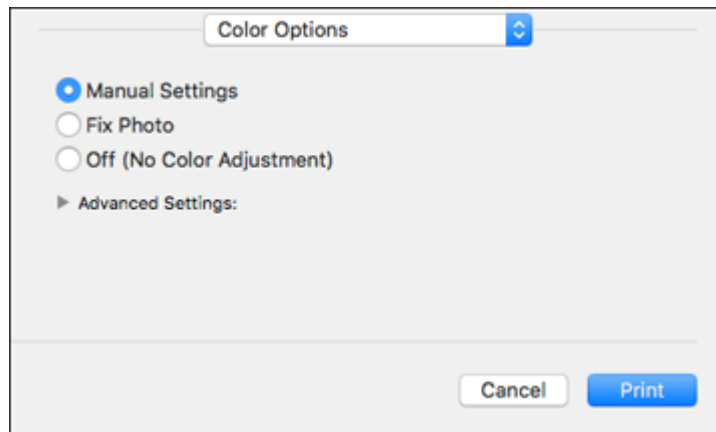 Color Options
Manual Settings
Fix Photo
Off (No Color Adjustment)
Advanced Settings:
Cancel Print